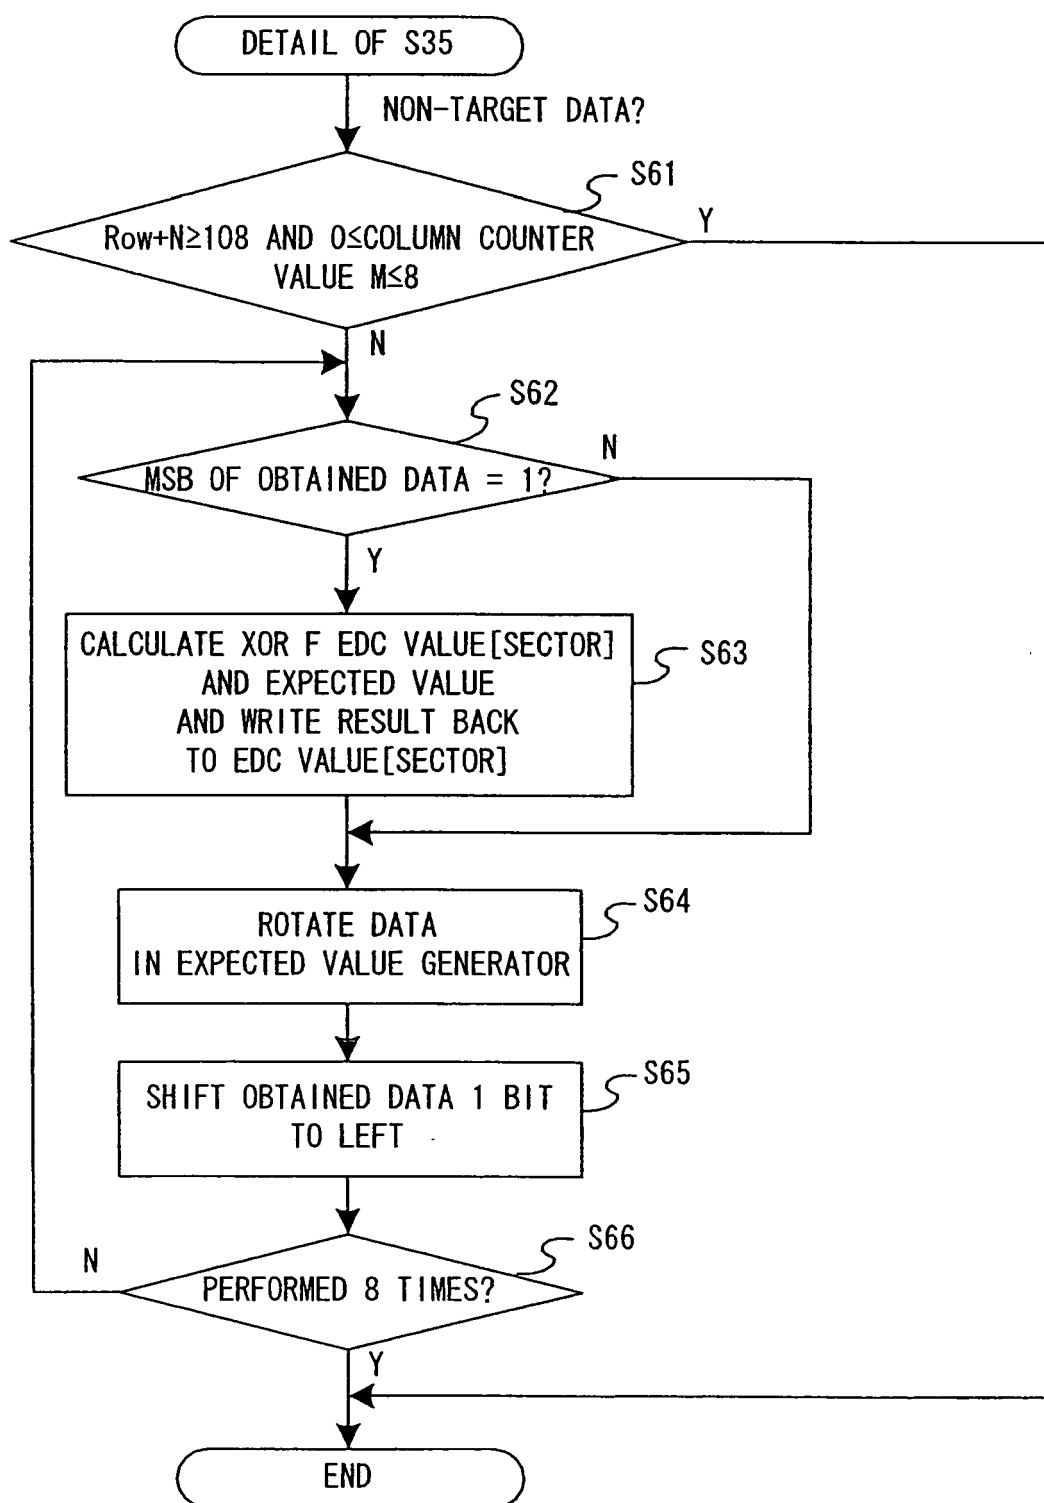 DETAIL OF S35
NON-TARGET DATA?
S61
Row+N≥108 AND 0≤COLUMN COUNTER
VALUE M≤8
Y
N
S62
MSB OF OBTAINED DATA = 1?
N
Y
CALCULATE XOR F EDC VALUE[SECTOR]
AND EXPECTED VALUE
AND WRITE RESULT BACK
TO EDC VALUE[SECTOR]
S63
ROTATE DATA
IN EXPECTED VALUE GENERATOR
S64
SHIFT OBTAINED DATA 1 BIT
TO LEFT
S65
S66
PERFORMED 8 TIMES?
N
Y
END